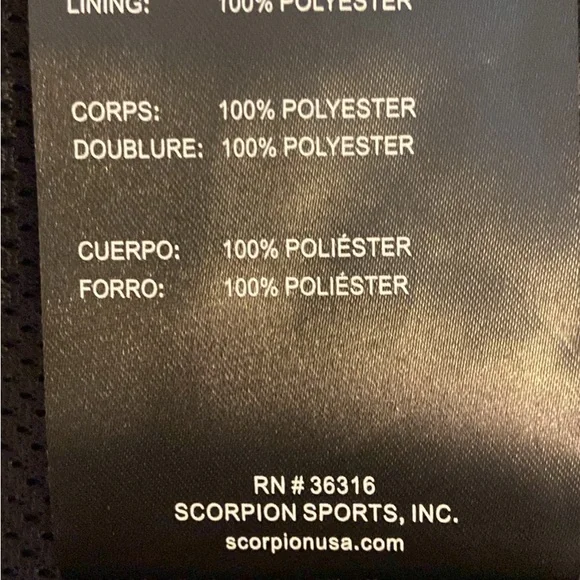 LINING: 100% POLYESTER
CORPS: 100% POLYESTER
DOUBLURE: 100% POLYESTER
CUERPO: 100% POLIÉSTER
FORRO: 100% POLIÉSTER
RN # 36316
SCORPION SPORTS, INC.
scorpionusa.com